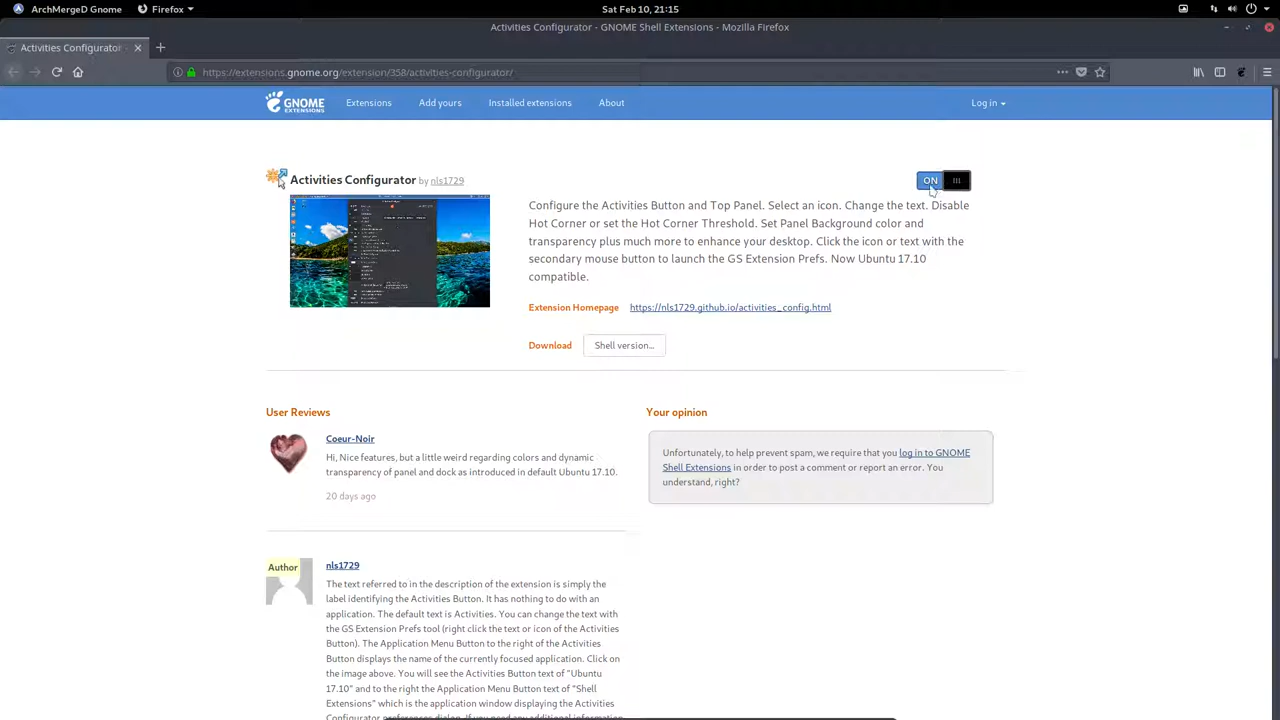 ArchMergeD Gnome
Firefox
Sat Feb 10, 21:15
Activities Configurator - GNOME Shell Extensions - Mozilla Firefox
Activities Configurator -
https://extensions.gnome.org/extension/358/activities-configurator/
GNOME EXTENSIONS
Extensions
Add yours
Installed extensions
About
Log in
Activities Configurator by nls1729
ON
Configure the Activities Button and Top Panel. Select an icon. Change the text. Disable
Hot Corner or set the Hot Corner Threshold. Set Panel Background color and
transparency plus much more to enhance your desktop. Click the icon or text with the
secondary mouse button to launch the GS Extension Prefs. Now Ubuntu 17.10
compatible.
Extension Homepage https://nls1729.github.io/activities_config.html
Download Shell version...
User Reviews
Coeur-Noir
Hi, Nice features, but a little weird regarding colors and dynamic
transparency of panel and dock as introduced in default Ubuntu 17.10.
20 days ago
Your opinion
Unfortunately, to help prevent spam, we require that you log in to GNOME
Shell Extensions in order to post a comment or report an error. You
understand, right?
Author
nls1729
The text referred to in the description of the extension is simply the
label identifying the Activities Button. It has nothing to do with an
application. The default text is Activities. You can change the text with
the GS Extension Prefs tool (right click the text or icon of the Activities
Button). The Application Menu Button to the right of the Activities
Button displays the name of the currently focused application. Click on
the image above. You will see the Activities Button text of "Ubuntu
17.10" and to the right the Application Menu Button text of "Shell
Extensions" which is the application window displaying the Activities
Configurator preferences dialog. If you need any additional information